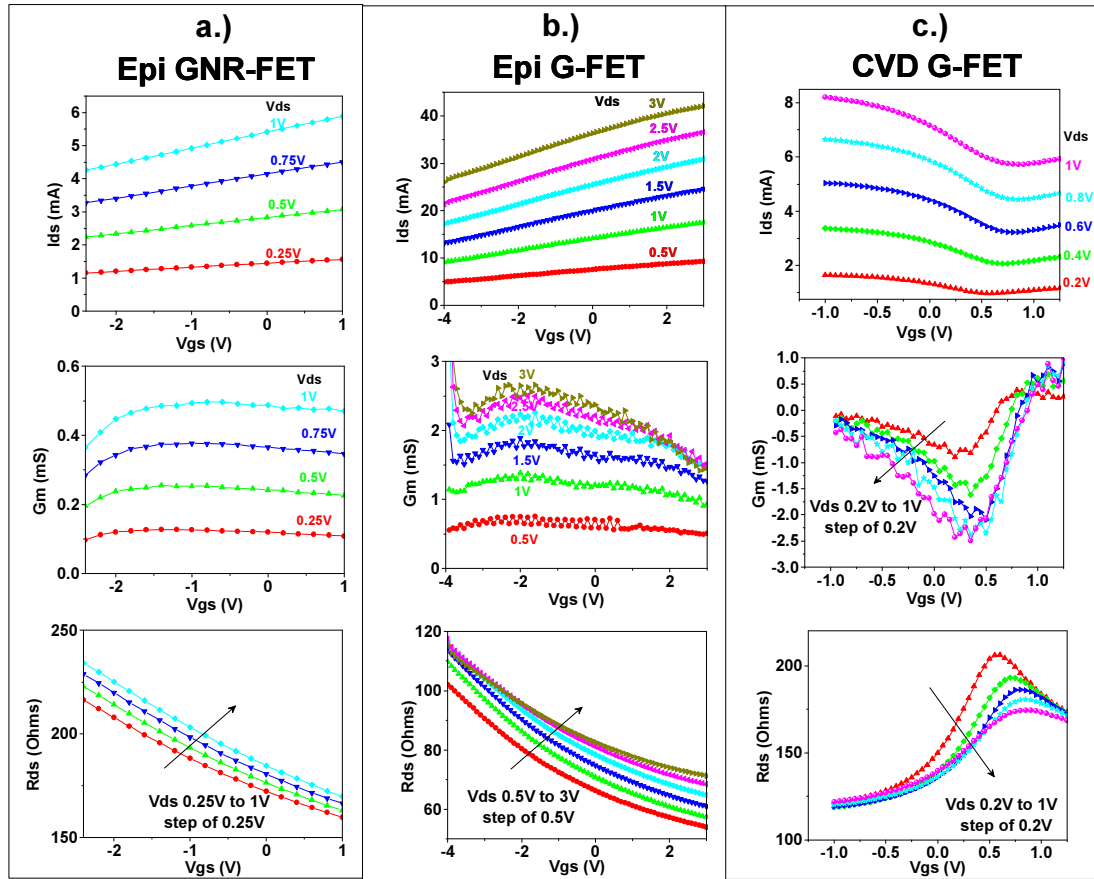 a.)
Epi GNR-FET
Vds
1V
0.75V
0.5V
0.25V
6
5
4
3
2
1
0
Ids (mA)
-2
-1
0
1
Vgs (V)
Vds
1V
0.75V
0.5V
0.25V
0.6
0.4
0.2
0.0
Gm (mS)
-2
-1
0
1
Vgs (V)
250
200
150
Rds (Ohms)
Vds 0.25V to 1V
step of 0.25V
-2
-1
0
1
Vgs (V)
b.)
Epi G-FET
Vds
3V
2.5V
2V
1.5V
1V
0.5V
40
30
20
10
0
Ids (mA)
-4
-2
0
2
Vgs (V)
Vds
3V
2.5V
2V
1.5V
1V
0.5V
3
2
1
0
Gm (mS)
-4
-2
0
2
Vgs (V)
120
100
80
60
Rds (Ohms)
Vds 0.5V to 3V
step of 0.5V
-4
-2
0
2
Vgs (V)
c.)
CVD G-FET
Vds
1V
0.8V
0.6V
0.4V
0.2V
8
6
4
2
Ids (mA)
-1.0
-0.5
0.0
0.5
1.0
Vgs (V)
1.0
0.5
0.0
-0.5
-1.0
-1.5
-2.0
-2.5
-3.0
Gm (mS)
Vds 0.2V to 1V
step of 0.2V
-1.0
-0.5
0.0
0.5
1.0
Vgs (V)
200
150
100
Rds (Ohms)
Vds 0.2V to 1V
step of 0.2V
-1.0
-0.5
0.0
0.5
1.0
Vgs (V)